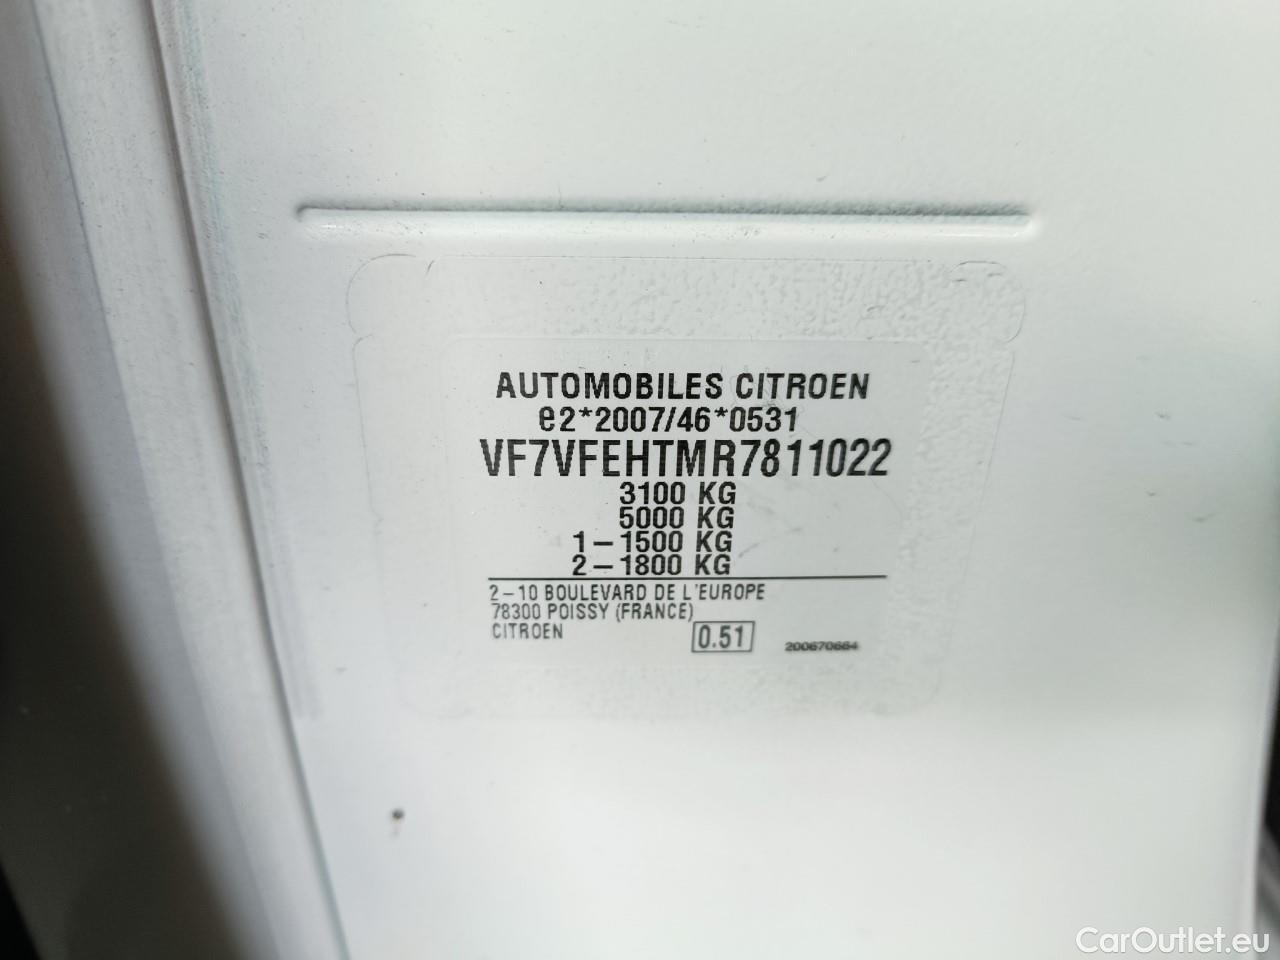 AUTOMOBILES CITROEN
e2*2007/46*0531
VF7VFEHTMR7811022
3100 KG
5000 KG
1-1500 KG
2-1800 KG
2-10 BOULEVARD DE L'EUROPE
78300 POISSY (FRANCE)
CITROEN
0.51
200670664
CarOutlet.eu